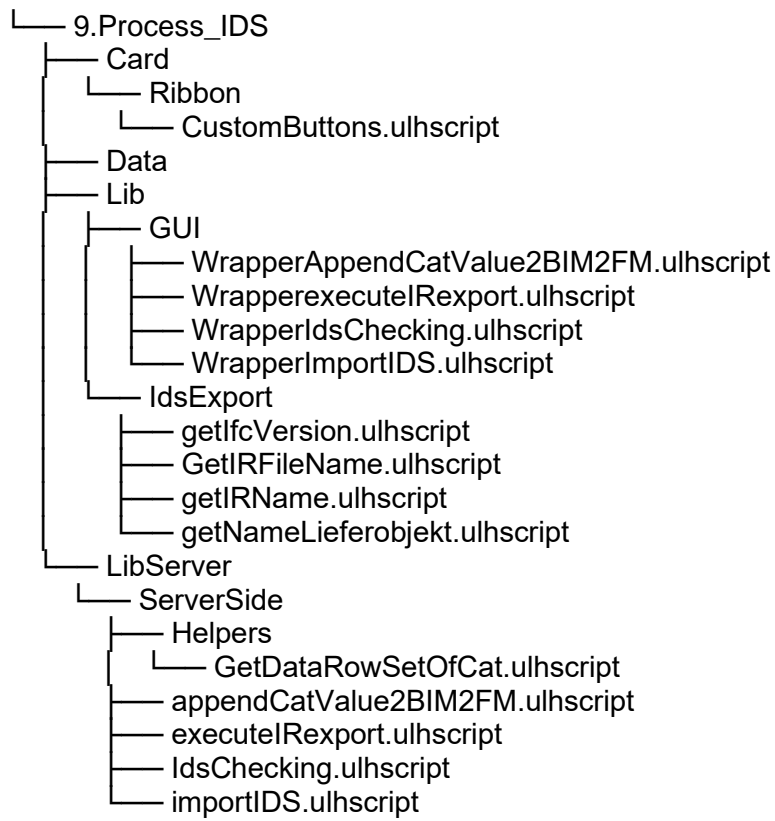 └── 9.Process_IDS
├── Card
│ └── Ribbon
│ └── CustomButtons.ulhscript
├── Data
├── Lib
│ ├── GUI
│ │ ├── WrapperAppendCatValue2BIM2FM.ulhscript
│ │ ├── WrapperexecuteIRexport.ulhscript
│ │ ├── WrapperIdsChecking.ulhscript
│ │ └── WrapperImportIDS.ulhscript
│ └── IdsExport
│ ├── getIfcVersion.ulhscript
│ ├── GetIRFileName.ulhscript
│ ├── getIRName.ulhscript
│ └── getNameLieferobjekt.ulhscript
└── LibServer
└── ServerSide
├── Helpers
│ └── GetDataRowSetOfCat.ulhscript
├── appendCatValue2BIM2FM.ulhscript
├── executeIRexport.ulhscript
├── IdsChecking.ulhscript
└── importIDS.ulhscript